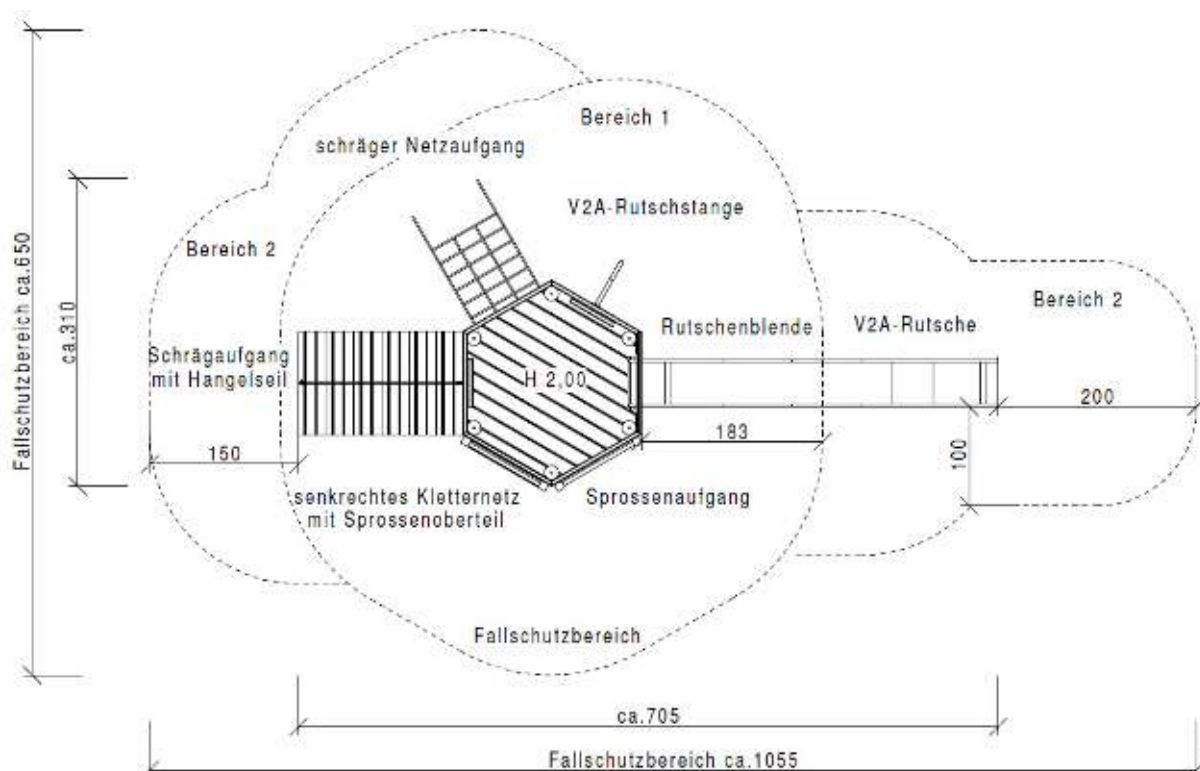 Bereich 1
schräger Netzaufgang
V2A-Rutschstange
Bereich 2
Fallschutzbereich ca.650
ca.310
Bereich 2
Rutschenblende
V2A-Rutsche
Schrägaufgang
mit Hangelseil
H 2,00
200
183
100
150
senkrechtes Kletternetz
mit Sprossenoberteil
Sprossenaufgang
Fallschutzbereich
ca.705
Fallschutzbereich ca.1055